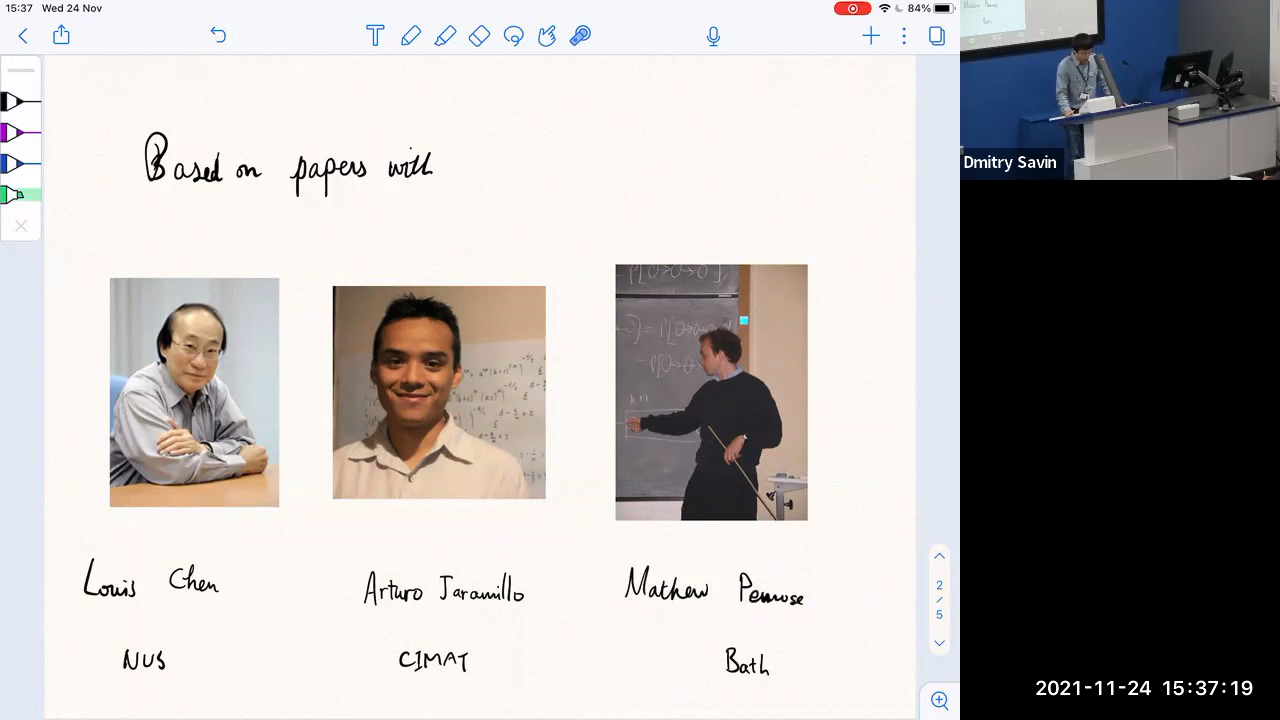 15:37 Wed 24 Nov
84%
Based on papers with
Louis Chen
Arturo Jaramillo
Mathew Penrose
NUS
CIMAT
Bath
2
/
5
Dmitry Savin
2021-11-24 15:37:19